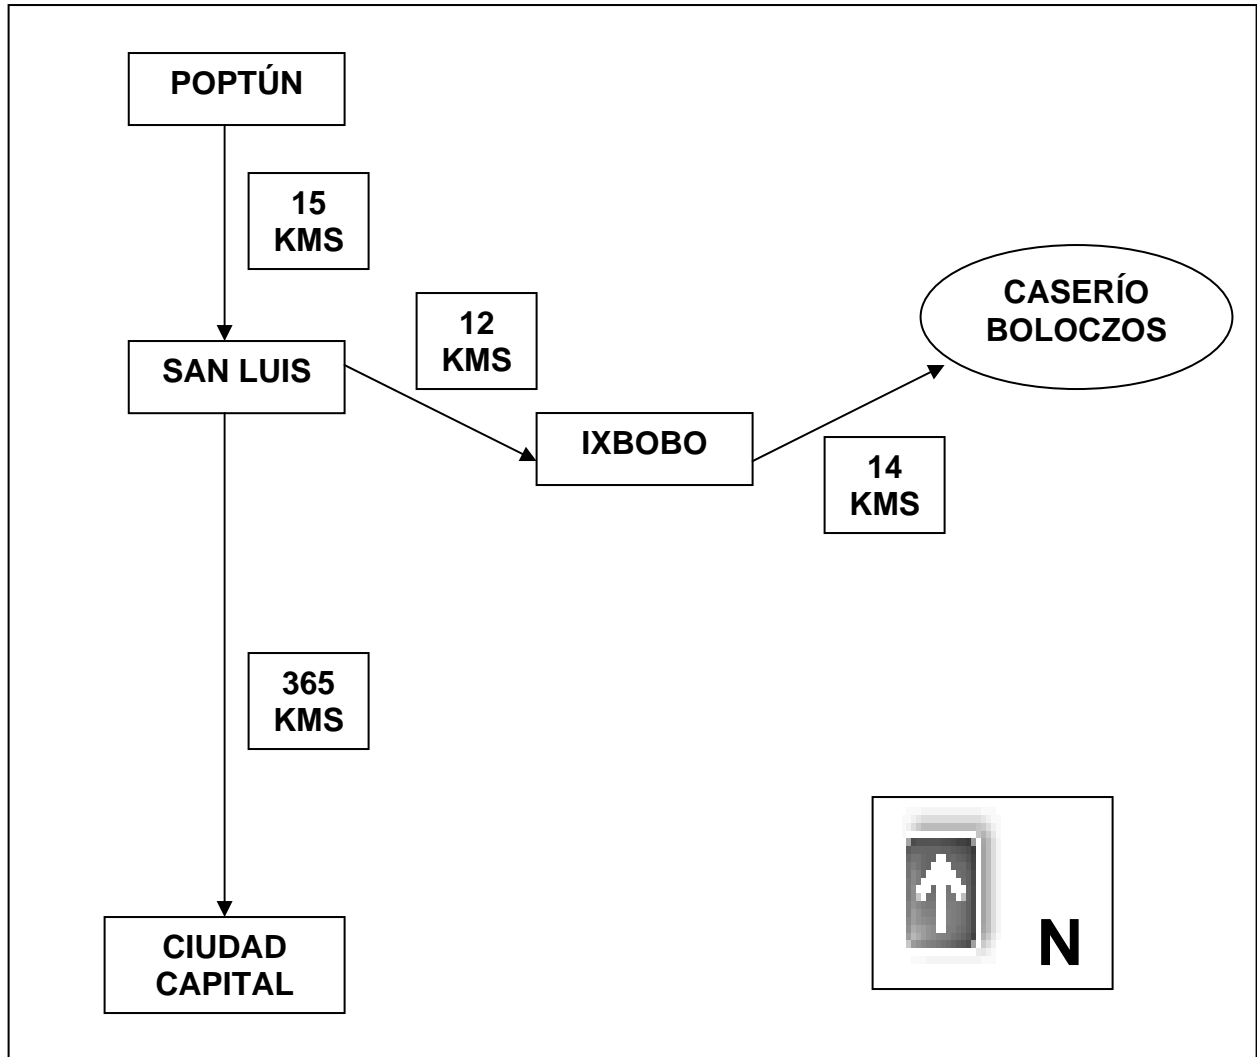 POPTÚN
15
KMS
12
KMS
CASERÍO
BOLOCZOS
SAN LUIS
IXBOBO
14
KMS
365
KMS
CIUDAD
CAPITAL
N